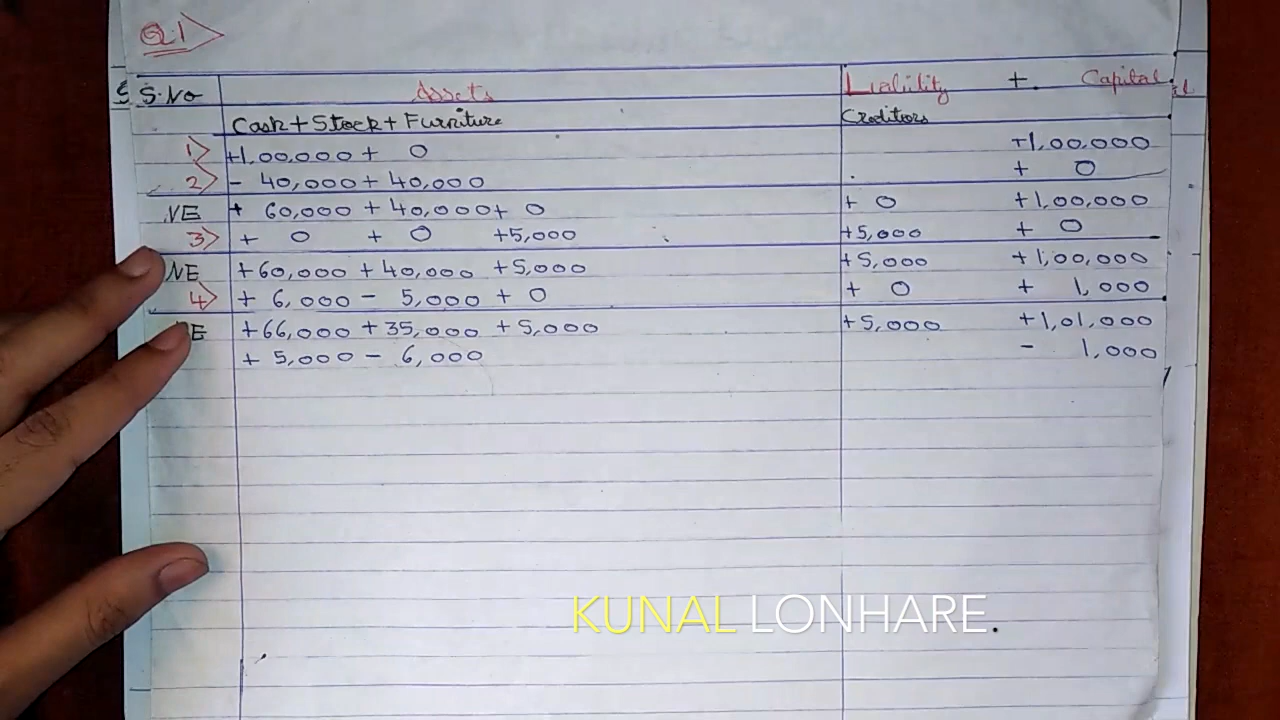 Q.1
S.No Assets Liability + Capital
Cash + Stock + Furniture Creditors
1> +1,00,000 + 0 +1,00,000
2> - 40,000 + 40,000 + 0
NE + 60,000 + 40,000 + 0 + 0 +1,00,000
3> + 0 + 0 +5,000 +5,000 + 0
NE +60,000 +40,000 +5,000 +5,000 +1,00,000
4> + 6,000 - 5,000 + 0 + 0 + 1,000
E +66,000 +35,000 +5,000 +5,000 +1,01,000
+ 5,000 - 6,000 - 1,000
KUNAL LONHARE